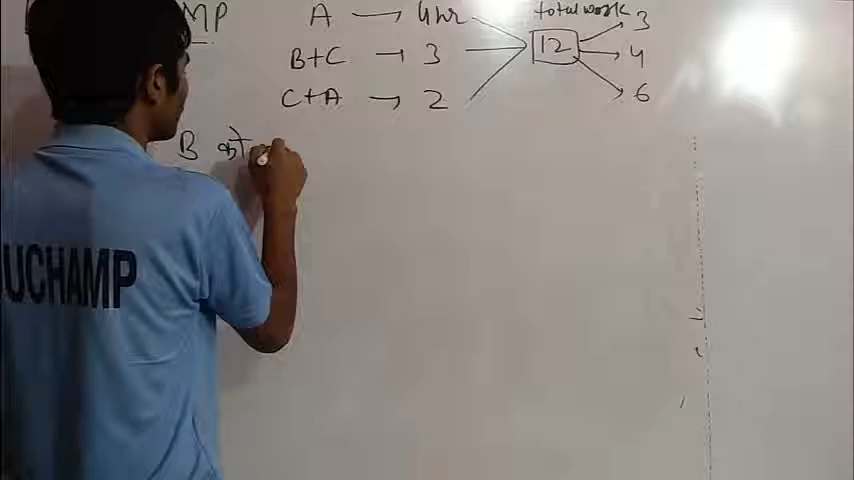 MP A → 4hr total work 3
B+C → 3 12 4
C+A → 2 6
B को
UCHAMP